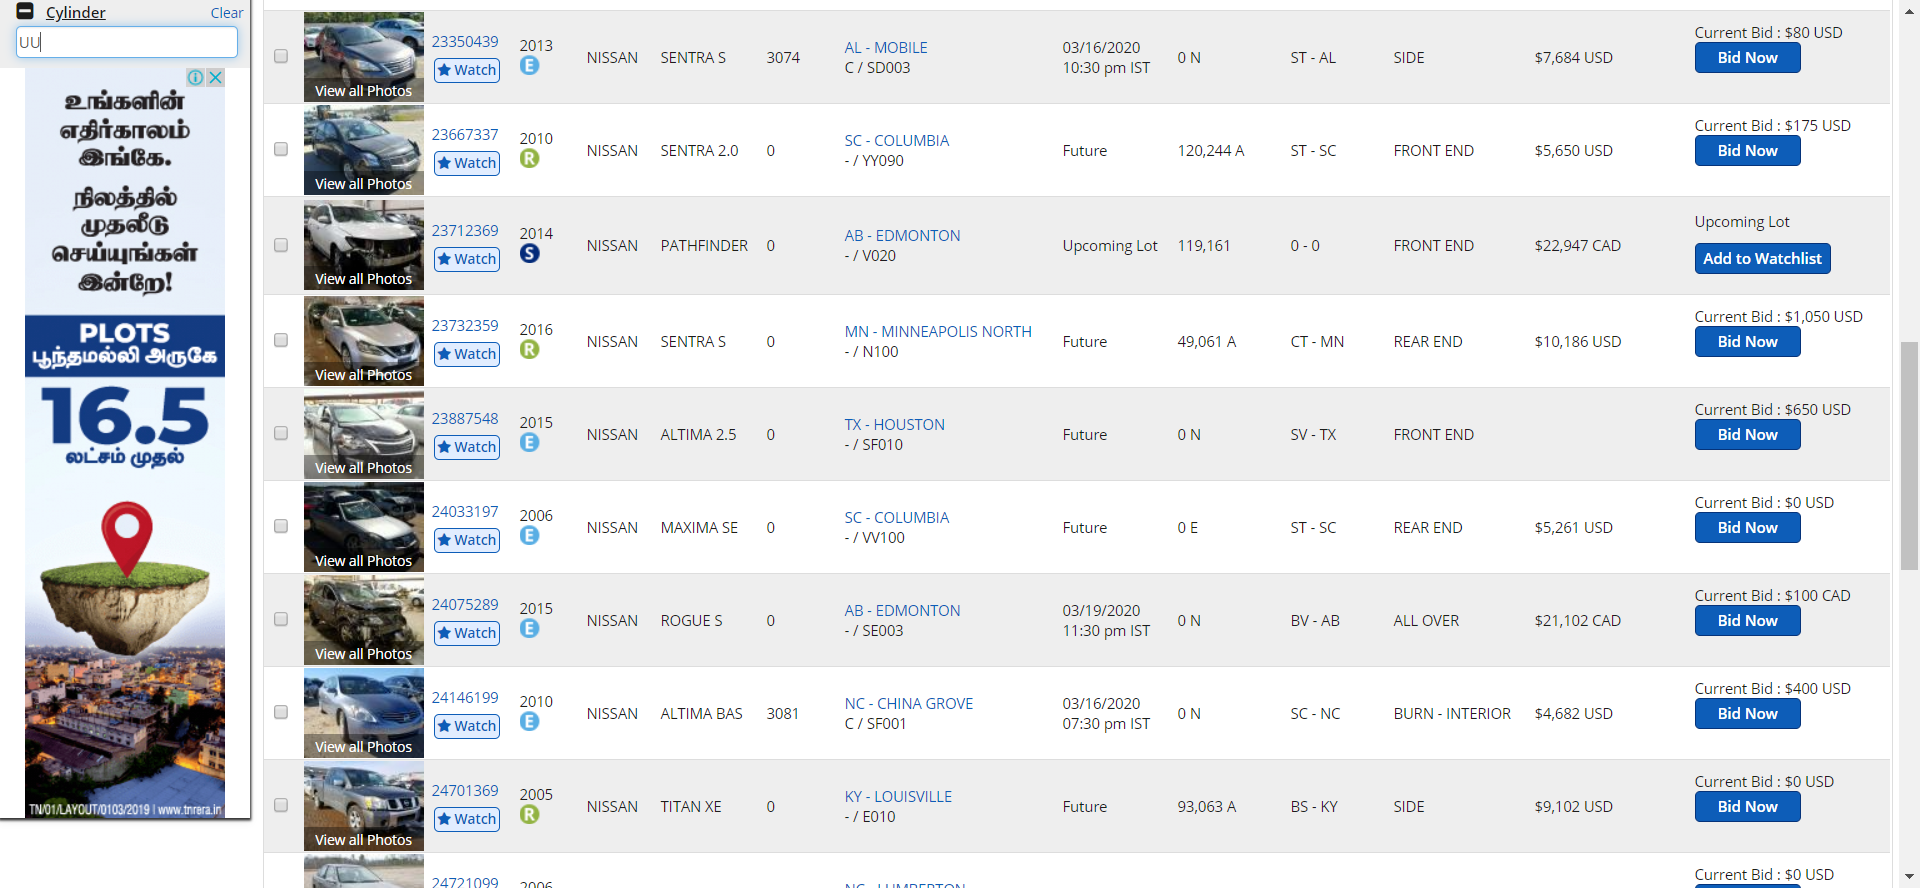 Cylinder Clear
UU
உங்களின்
எதிர்காலம்
இங்கே.
நிலத்தில்
முதலீடு
செய்யுங்கள்
இன்றே!
PLOTS
பூந்தமல்லி அருகே
16.5
லட்சம் முதல்
TN/01/LAYOUT/0103/2019 | www.tnrera.in
View all Photos
23350439
Watch
2013
E
NISSAN
SENTRA S
3074
AL - MOBILE
C / SD003
03/16/2020
10:30 pm IST
0 N
ST - AL
SIDE
$7,684 USD
Current Bid : $80 USD
Bid Now
View all Photos
23667337
Watch
2010
R
NISSAN
SENTRA 2.0
0
SC - COLUMBIA
- / YY090
Future
120,244 A
ST - SC
FRONT END
$5,650 USD
Current Bid : $175 USD
Bid Now
View all Photos
23712369
Watch
2014
S
NISSAN
PATHFINDER
0
AB - EDMONTON
- / V020
Upcoming Lot
119,161
0 - 0
FRONT END
$22,947 CAD
Upcoming Lot
Add to Watchlist
View all Photos
23732359
Watch
2016
R
NISSAN
SENTRA S
0
MN - MINNEAPOLIS NORTH
- / N100
Future
49,061 A
CT - MN
REAR END
$10,186 USD
Current Bid : $1,050 USD
Bid Now
View all Photos
23887548
Watch
2015
E
NISSAN
ALTIMA 2.5
0
TX - HOUSTON
- / SF010
Future
0 N
SV - TX
FRONT END
Current Bid : $650 USD
Bid Now
View all Photos
24033197
Watch
2006
E
NISSAN
MAXIMA SE
0
SC - COLUMBIA
- / VV100
Future
0 E
ST - SC
REAR END
$5,261 USD
Current Bid : $0 USD
Bid Now
View all Photos
24075289
Watch
2015
E
NISSAN
ROGUE S
0
AB - EDMONTON
- / SE003
03/19/2020
11:30 pm IST
0 N
BV - AB
ALL OVER
$21,102 CAD
Current Bid : $100 CAD
Bid Now
View all Photos
24146199
Watch
2010
E
NISSAN
ALTIMA BAS
3081
NC - CHINA GROVE
C / SF001
03/16/2020
07:30 pm IST
0 N
SC - NC
BURN - INTERIOR
$4,682 USD
Current Bid : $400 USD
Bid Now
View all Photos
24701369
Watch
2005
R
NISSAN
TITAN XE
0
KY - LOUISVILLE
- / E010
Future
93,063 A
BS - KY
SIDE
$9,102 USD
Current Bid : $0 USD
Bid Now
24721099
2006
NC - LUMBERTON
Current Bid : $0 USD